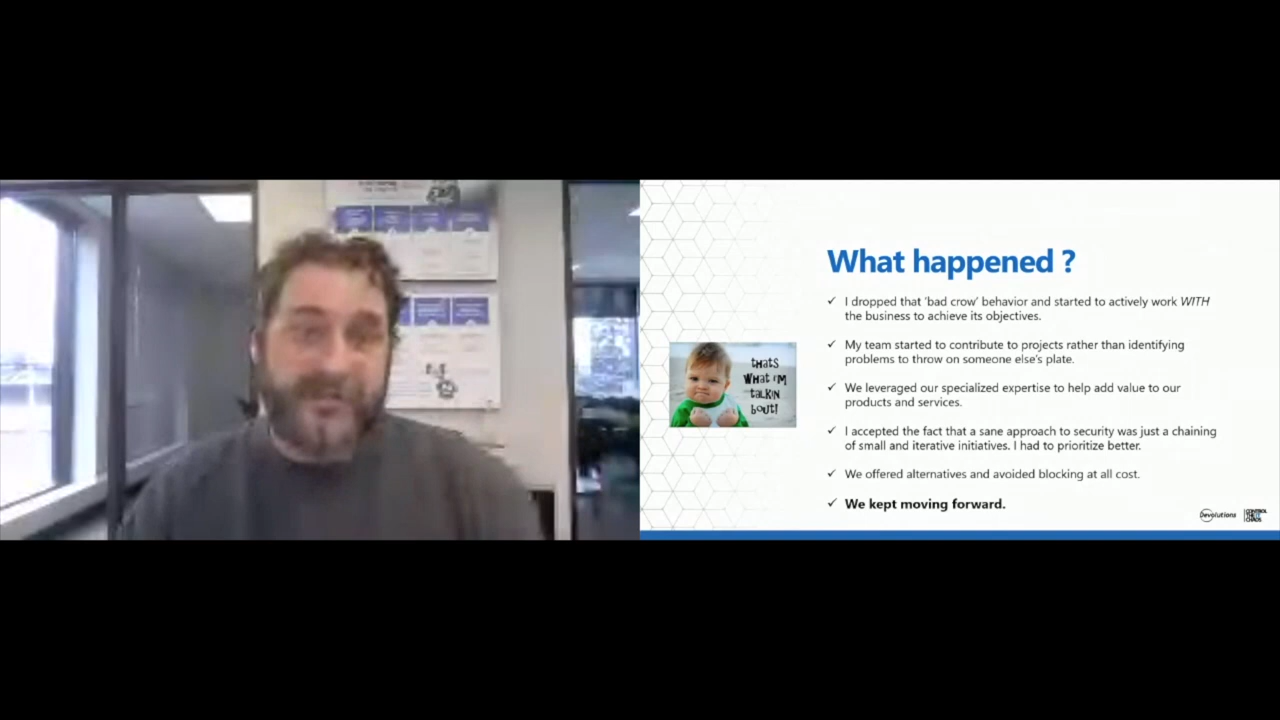 What happened ?
✓ I dropped that 'bad crow' behavior and started to actively work WITH
the business to achieve its objectives.
✓ My team started to contribute to projects rather than identifying
problems to throw on someone else's plate.
✓ We leveraged our specialized expertise to help add value to our
products and services.
✓ I accepted the fact that a sane approach to security was just a chaining
of small and iterative initiatives. I had to prioritize better.
✓ We offered alternatives and avoided blocking at all cost.
✓ We kept moving forward.
thats
what i'm
talkin
bout!
Devolutions
CONTROL
THE IT
CHAOS